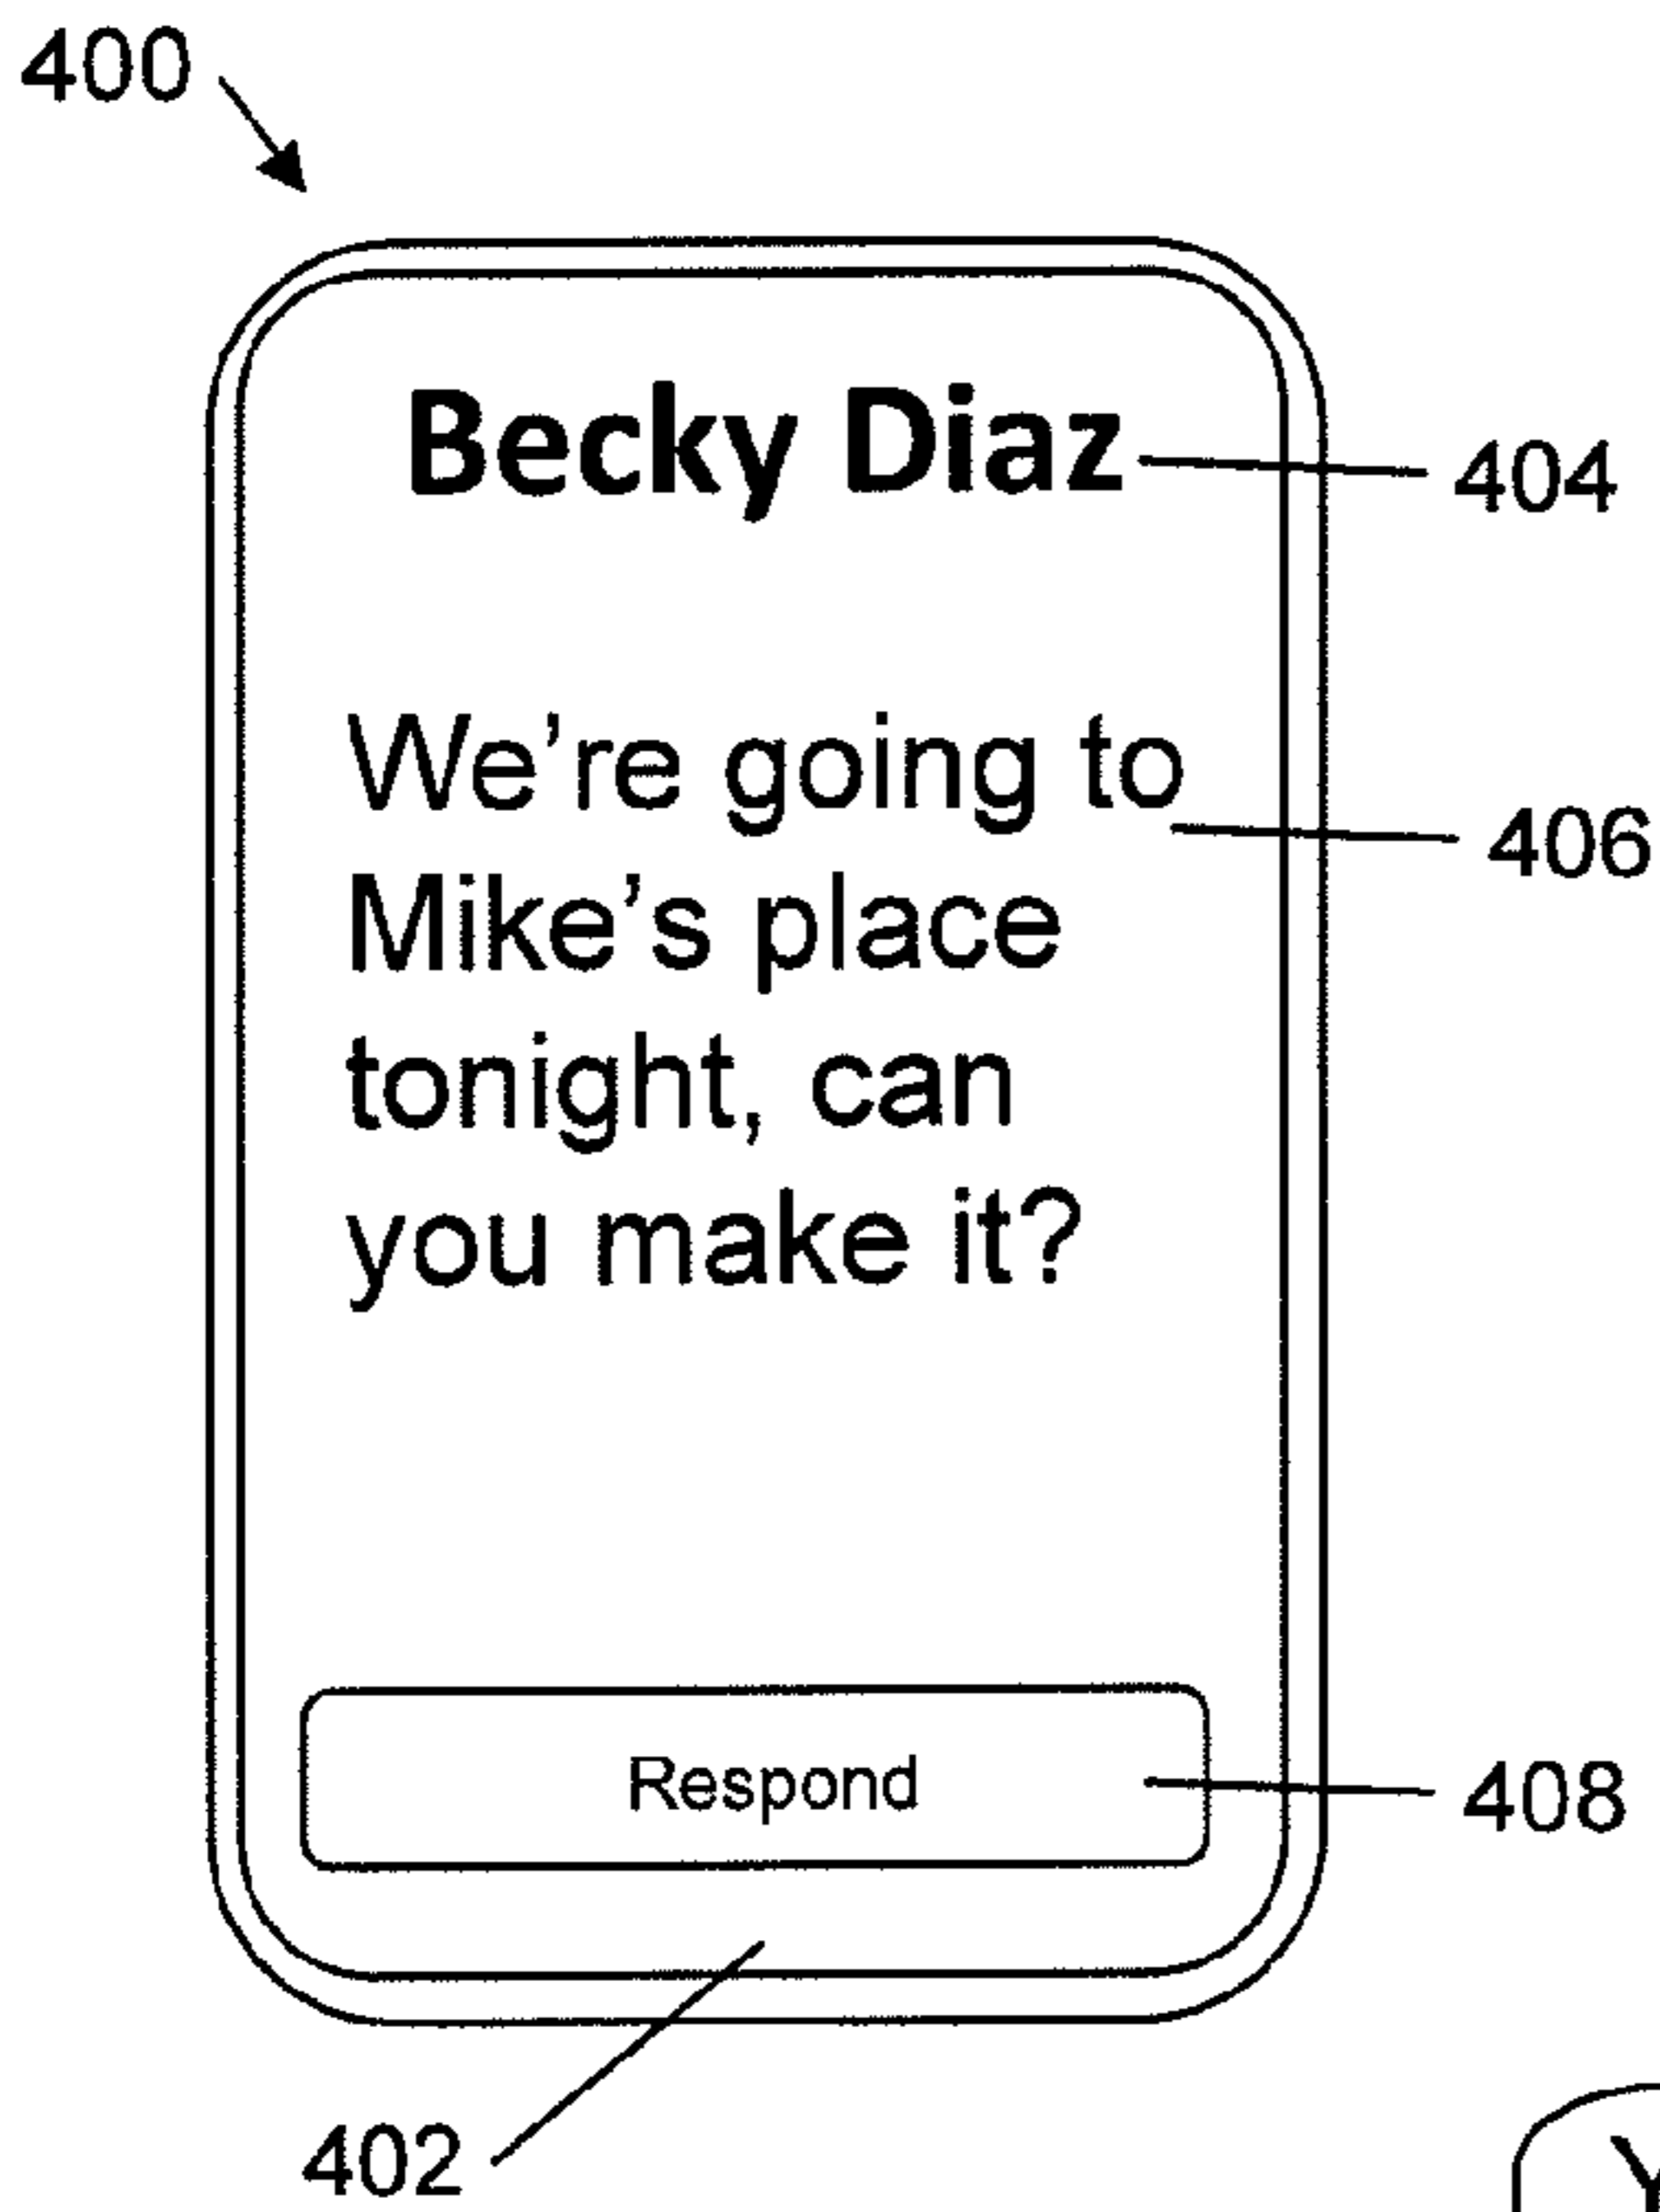 400
Becky Diaz
404
We’re going to
406
Mike’s place
tonight, can
you make it?
Respond
408
402